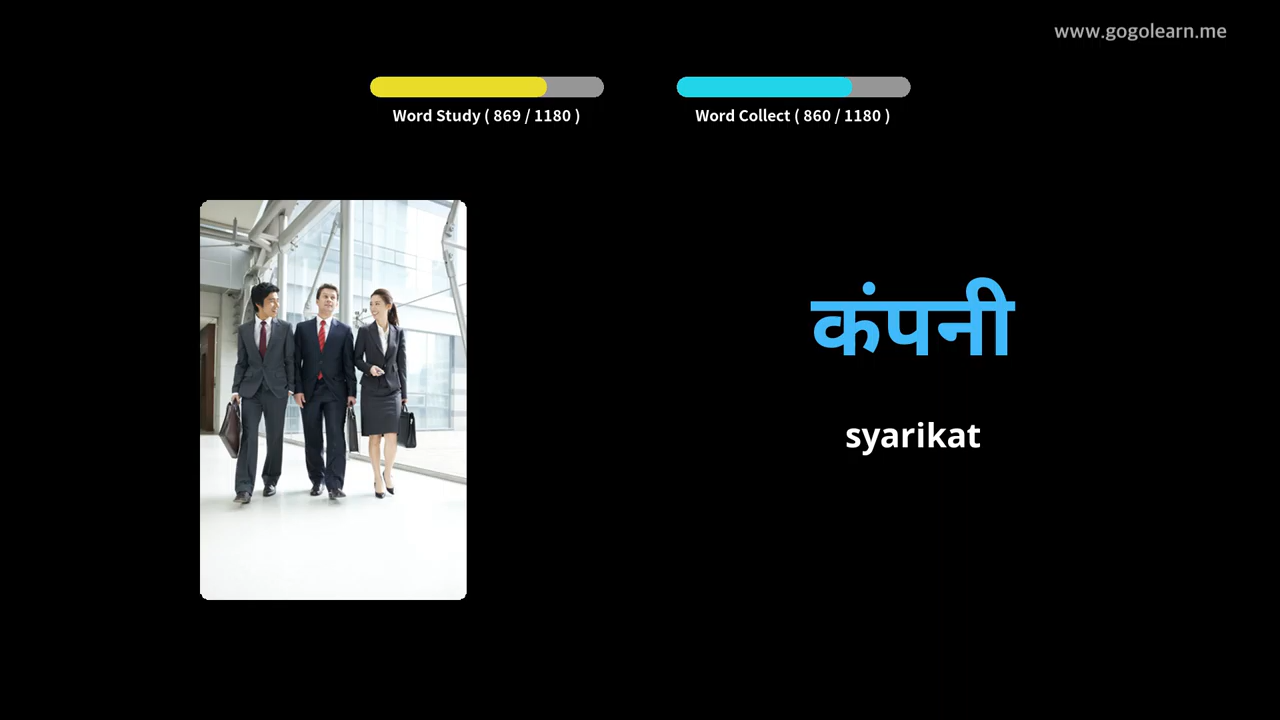 www.gogolearn.me
Word Study ( 869 / 1180 )
Word Collect ( 860 / 1180 )
कंपनी
syarikat